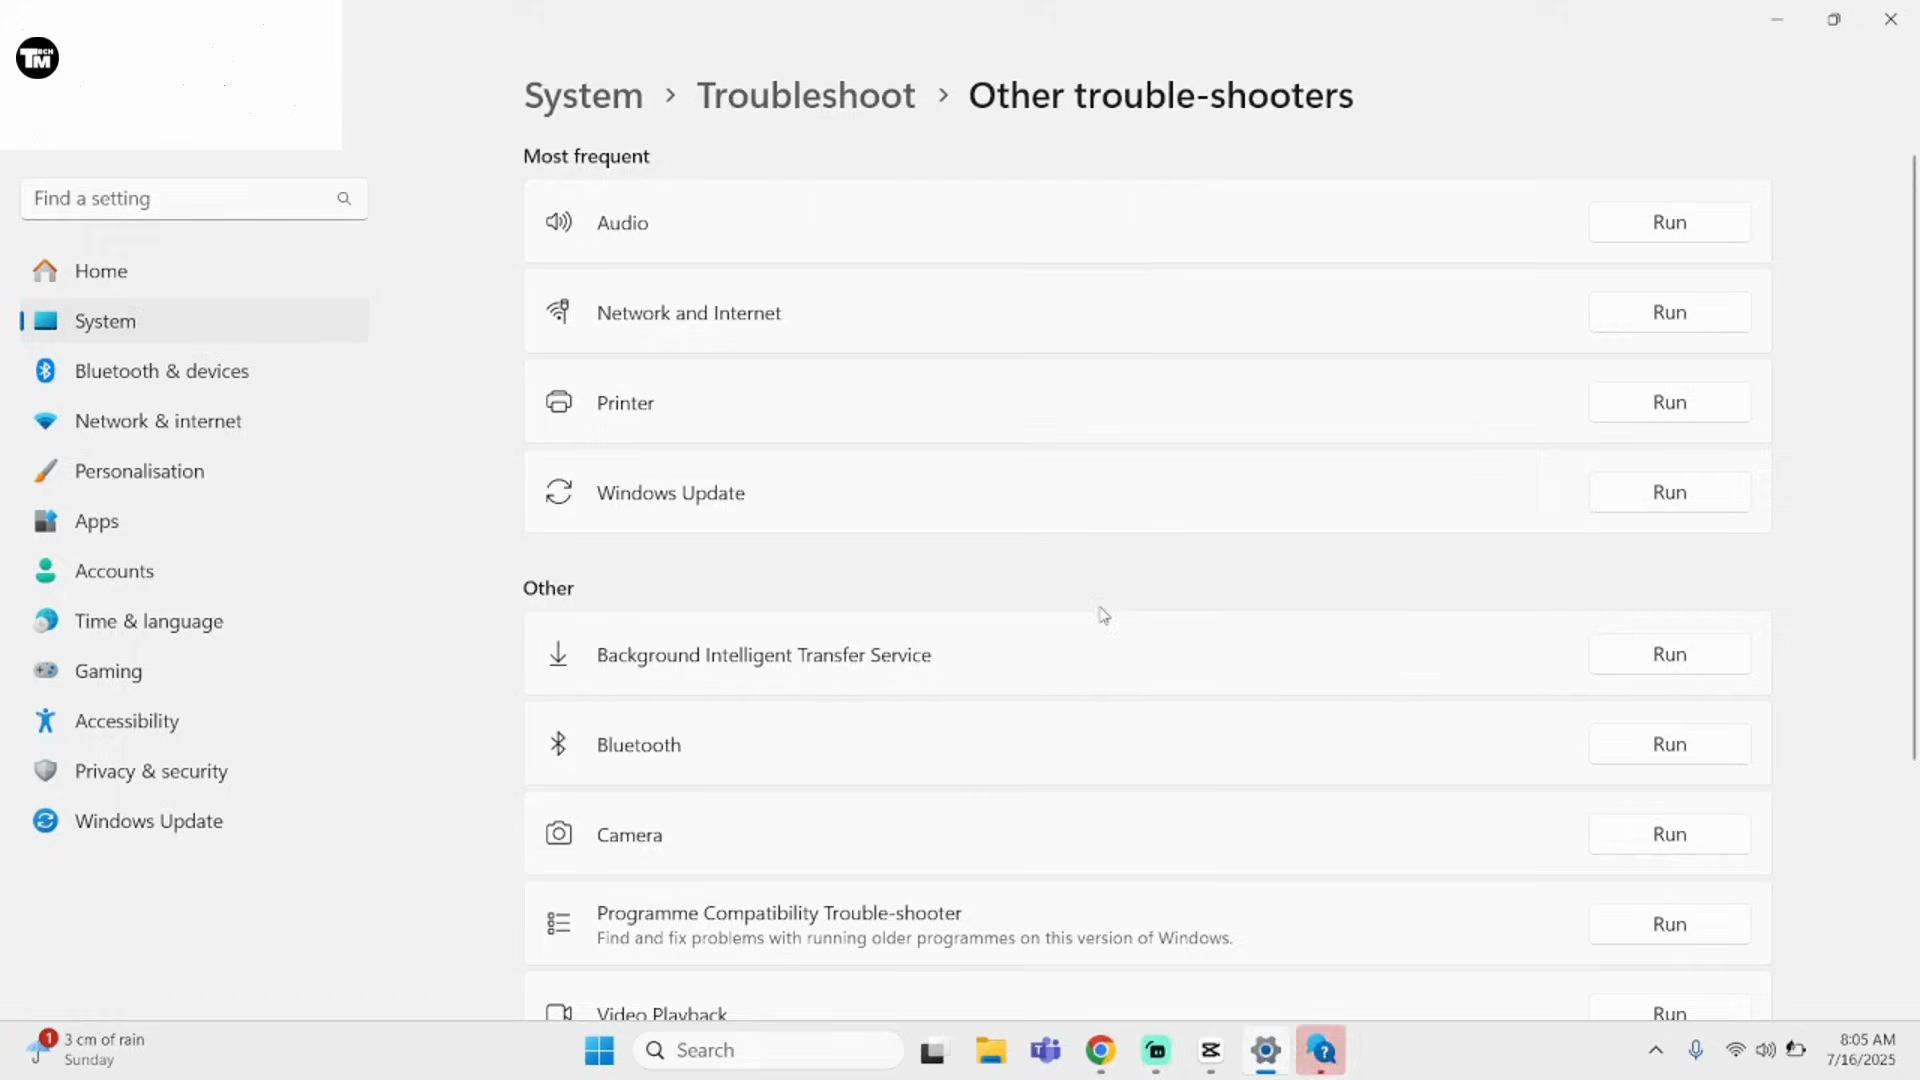 TECH
TM
System > Troubleshoot > Other trouble-shooters
Most frequent
Find a setting
Audio
Run
Home
Network and Internet
Run
System
Bluetooth & devices
Printer
Run
Network & internet
Personalisation
Windows Update
Run
Apps
Accounts
Other
Time & language
Background Intelligent Transfer Service
Run
Gaming
Accessibility
Bluetooth
Run
Privacy & security
Windows Update
Camera
Run
Programme Compatibility Trouble-shooter
Find and fix problems with running older programmes on this version of Windows.
Run
Video Playback
Run
1
3 cm of rain
Sunday
Search
8:05 AM
7/16/2025